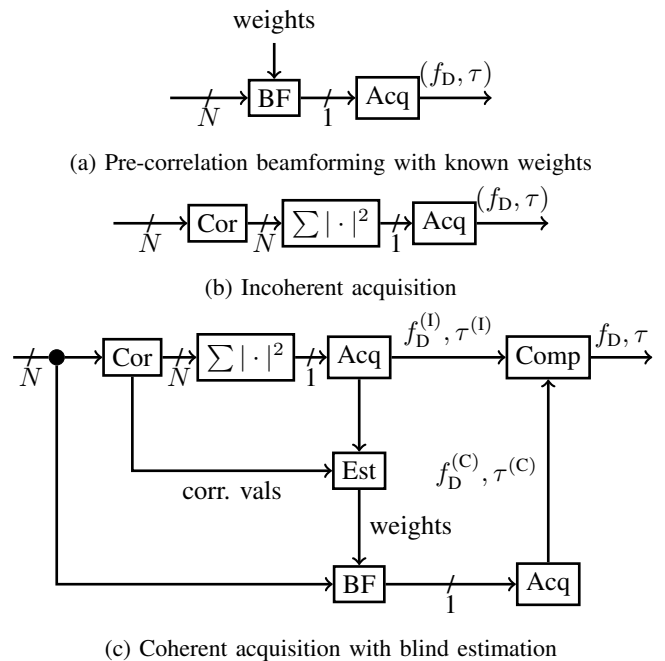 weights
N BF 1 Acq (f_D, τ)
(a) Pre-correlation beamforming with known weights
N Cor N ∑ | · |² 1 Acq (f_D, τ)
(b) Incoherent acquisition
N Cor N ∑ | · |² 1 Acq f_D^(I), τ^(I) Comp f_D, τ
Est
corr. vals
f_D^(C), τ^(C)
weights
BF 1 Acq
(c) Coherent acquisition with blind estimation